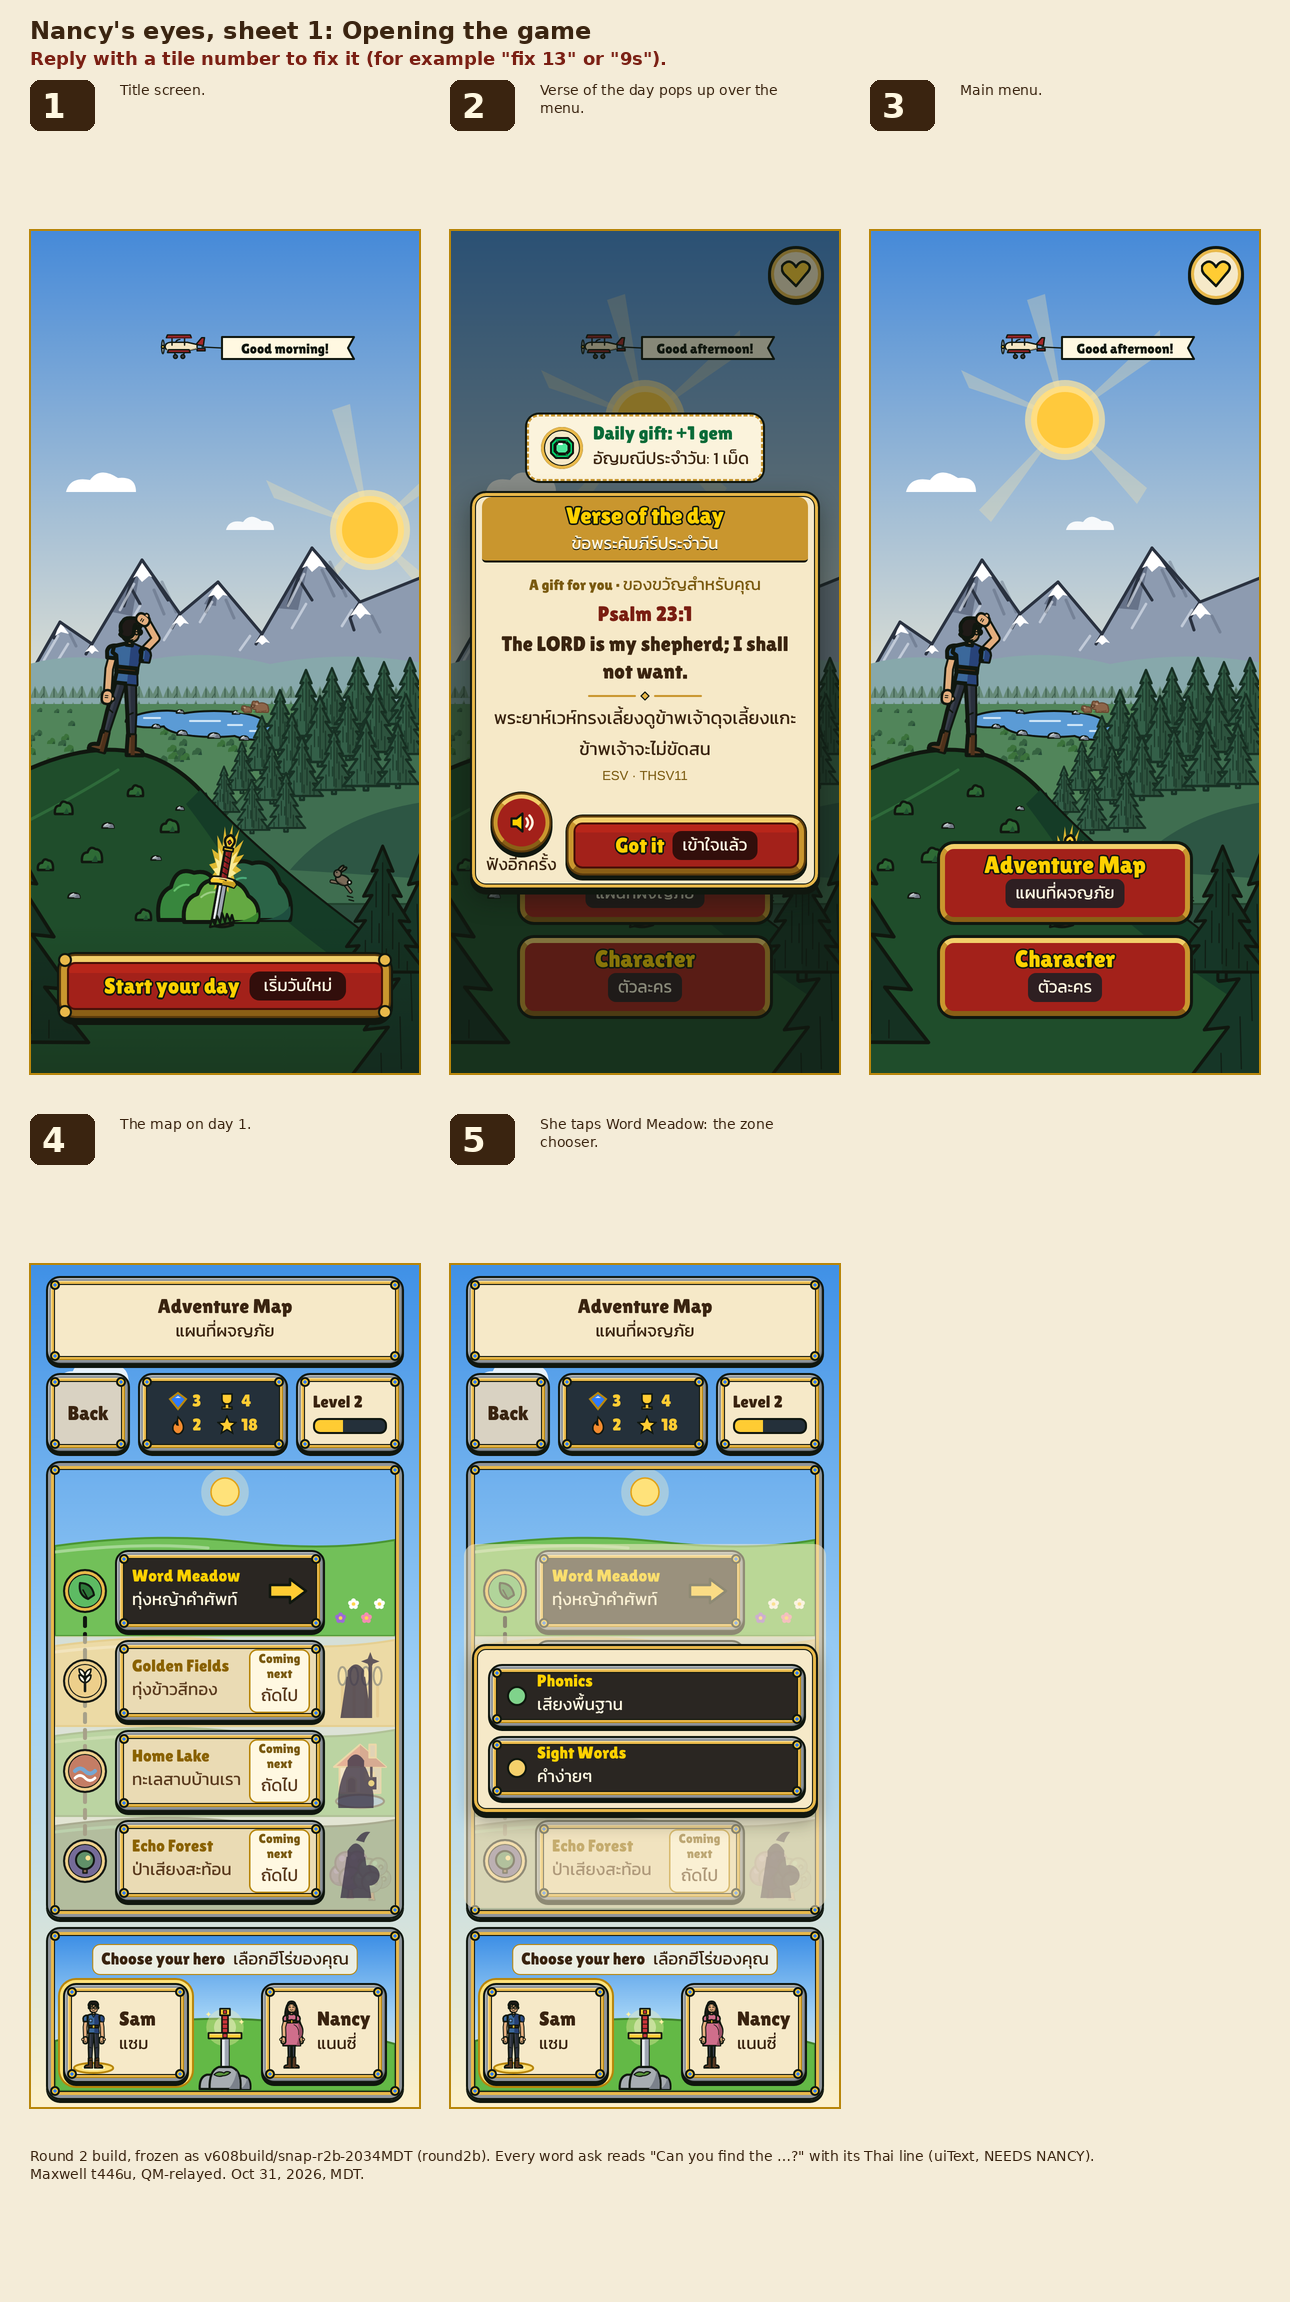 Nancy's eyes, sheet 1: Opening the game
Reply with a tile number to fix it (for example "fix 13" or "9s").
1
Title screen.
2
Verse of the day pops up over the
menu.
3
Main menu.
Good morning!
Start your day เริ่มวันใหม่
Good afternoon!
Daily gift: +1 gem
อัญมณีประจำวัน: 1 เม็ด
Verse of the day
ข้อพระคัมภีร์ประจำวัน
A gift for you · ของขวัญสำหรับคุณ
Psalm 23:1
The LORD is my shepherd; I shall
not want.
พระยาห์เวห์ทรงเลี้ยงดูข้าพเจ้าดุจเลี้ยงแกะ
ข้าพเจ้าจะไม่ขัดสน
ESV · THSV11
ฟังอีกครั้ง
Got it เข้าใจแล้ว
แผนที่ผจญภัย
Character
ตัวละคร
Good afternoon!
Adventure Map
แผนที่ผจญภัย
Character
ตัวละคร
4
The map on day 1.
5
She taps Word Meadow: the zone
chooser.
Adventure Map
แผนที่ผจญภัย
Back
3 4
2 18
Level 2
Word Meadow
ทุ่งหญ้าคำศัพท์
Golden Fields
ทุ่งข้าวสีทอง
Coming
next
ถัดไป
Home Lake
ทะเลสาบบ้านเรา
Coming
next
ถัดไป
Echo Forest
ป่าเสียงสะท้อน
Coming
next
ถัดไป
Choose your hero เลือกฮีโร่ของคุณ
Sam
แซม
Nancy
แนนซี่
Adventure Map
แผนที่ผจญภัย
Back
3 4
2 18
Level 2
Word Meadow
ทุ่งหญ้าคำศัพท์
Phonics
เสียงพื้นฐาน
Sight Words
คำง่ายๆ
Echo Forest
ป่าเสียงสะท้อน
Coming
next
ถัดไป
Choose your hero เลือกฮีโร่ของคุณ
Sam
แซม
Nancy
แนนซี่
Round 2 build, frozen as v608build/snap-r2b-2034MDT (round2b). Every word ask reads "Can you find the ...?" with its Thai line (uiText, NEEDS NANCY).
Maxwell t446u, QM-relayed. Oct 31, 2026, MDT.